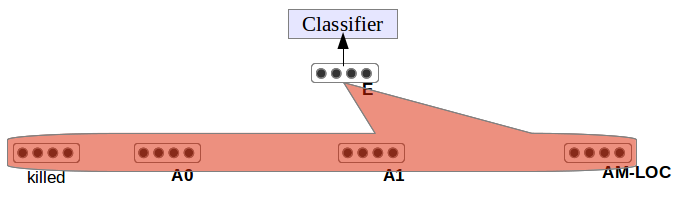 Classifier
E
killed A0 A1 AM-LOC